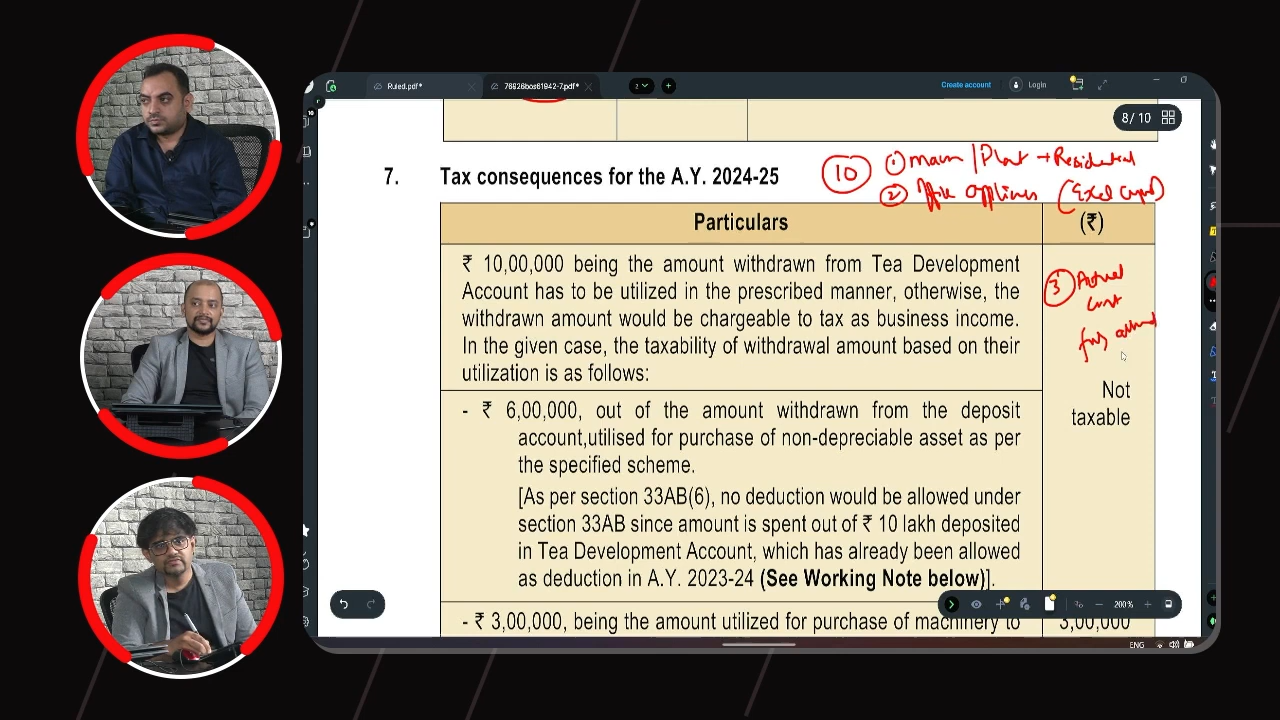 Ruled.pdf*
76926bos61942-7.pdf*
2
Create account
Login
8/10
7. Tax consequences for the A.Y. 2024-25
10
① / Plant → Residential
②
Particulars
(₹)
₹ 10,00,000 being the amount withdrawn from Tea Development
Account has to be utilized in the prescribed manner, otherwise, the
withdrawn amount would be chargeable to tax as business income.
In the given case, the taxability of withdrawal amount based on their
utilization is as follows:
③ Actual
cost
- ₹ 6,00,000, out of the amount withdrawn from the deposit
account,utilised for purchase of non-depreciable asset as per
the specified scheme.
[As per section 33AB(6), no deduction would be allowed under
section 33AB since amount is spent out of ₹ 10 lakh deposited
in Tea Development Account, which has already been allowed
as deduction in A.Y. 2023-24 (See Working Note below)].
Not
taxable
- ₹ 3,00,000, being the amount utilized for purchase of machinery to
3,00,000
200%
ENG